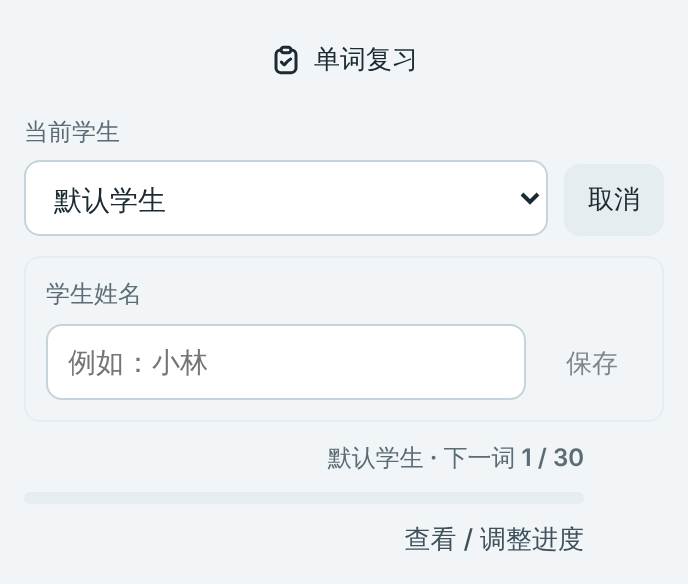 单词复习
当前学生
默认学生
取消
学生姓名
例如：小林
保存
默认学生 · 下一词 1 / 30
查看 / 调整进度